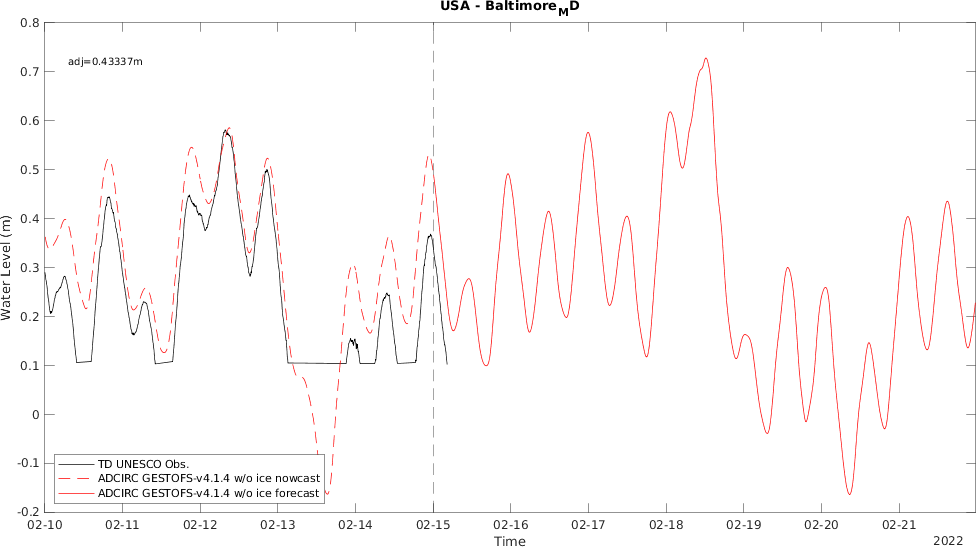 USA - Baltimore_MD
0.8
adj=0.43337m
0.7
0.6
0.5
0.4
0.3
0.2
0.1
0
-0.1
-0.2
Water Level (m)
TD UNESCO Obs.
ADCIRC GESTOFS-v4.1.4 w/o ice nowcast
ADCIRC GESTOFS-v4.1.4 w/o ice forecast
02-10 02-11 02-12 02-13 02-14 02-15 02-16 02-17 02-18 02-19 02-20 02-21
Time
2022